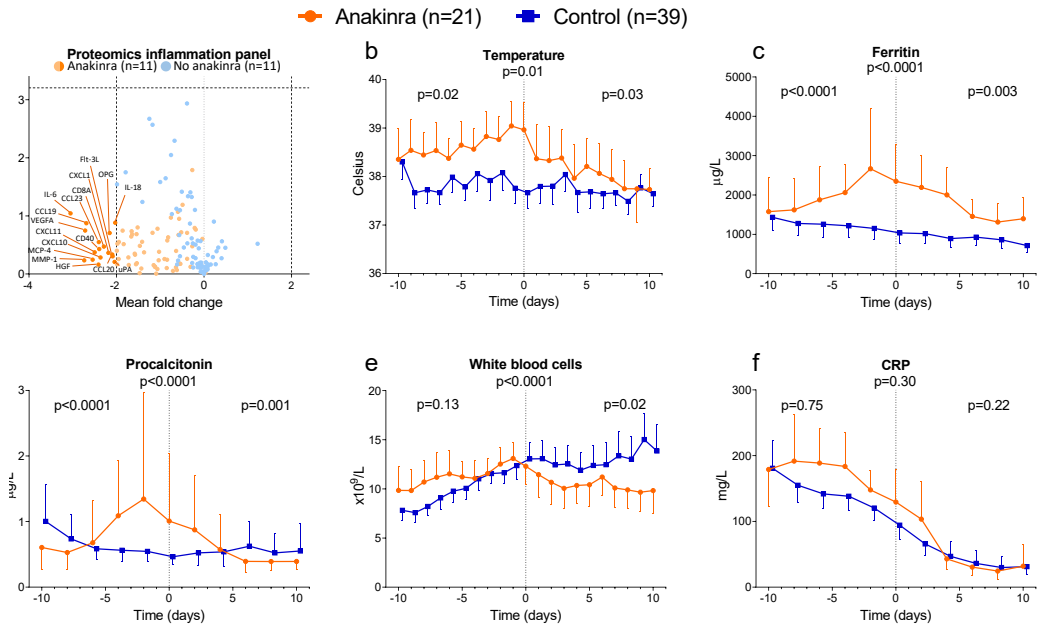 Anakinra (n=21) Control (n=39)
Proteomics inflammation panel
Anakinra (n=11) No anakinra (n=11)
3
2
1
0
Flt-3L
CXCL1
OPG
CD8A
IL-18
IL-6
CCL23
CCL19
VEGFA
CXCL11
CD40
CXCL10
MCP-4
MMP-1
CCL20 uPA
HGF
-4 -2 0 2
Mean fold change
b
Temperature
p=0.01
p=0.02
p=0.03
Celsius
40
39
38
37
36
-10 -5 0 5 10
Time (days)
c
Ferritin
p<0.0001
p<0.0001
p=0.003
µg/L
5000
4000
3000
2000
1000
0
-10 -5 0 5 10
Time (days)
Procalcitonin
p<0.0001
p<0.0001
p=0.001
µg/L
3
2
1
0
-10 -5 0 5 10
Time (days)
e
White blood cells
p<0.0001
p=0.13
p=0.02
x10⁹/L
20
15
10
5
0
-10 -5 0 5 10
Time (days)
f
CRP
p=0.30
p=0.75
p=0.22
mg/L
300
200
100
0
-10 -5 0 5 10
Time (days)